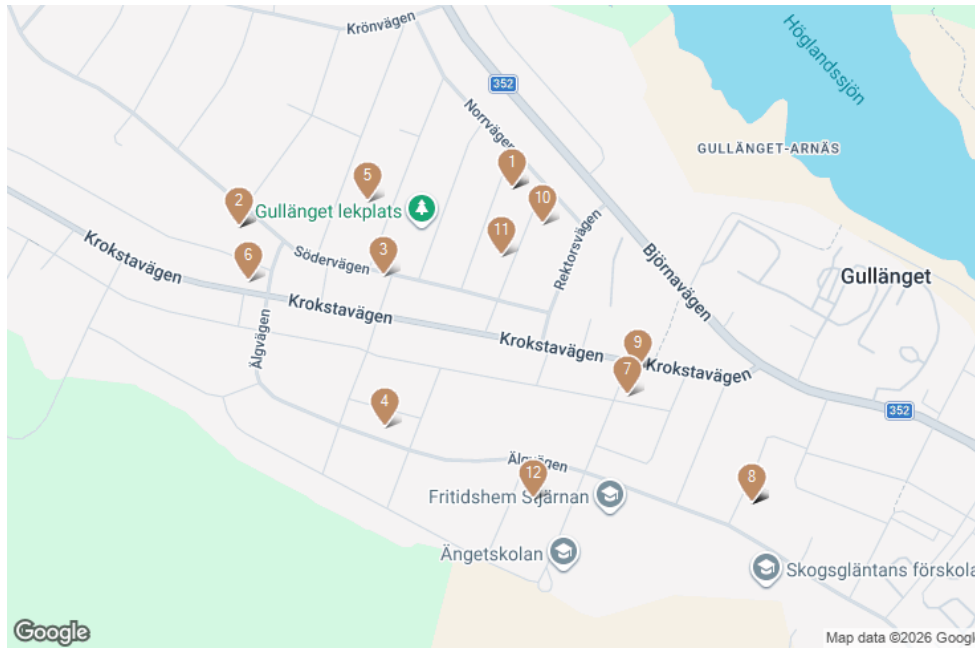 Krönvägen
352
Höglandssjön
Norrvägen
GULLÄNGET-ARNÄS
1
5
10
2
Gullänget lekplats
11
Rektorsvägen
3
6
Södervägen
Krokstavägen
Björnavägen
Gullänget
Krokstavägen
Älgvägen
Krokstavägen
9
Krokstavägen
7
4
352
Älgvägen
12
8
Fritidshem Stjärnan
Ängetskolan
Skogsgläntans förskola
Google
Map data ©2026 Google